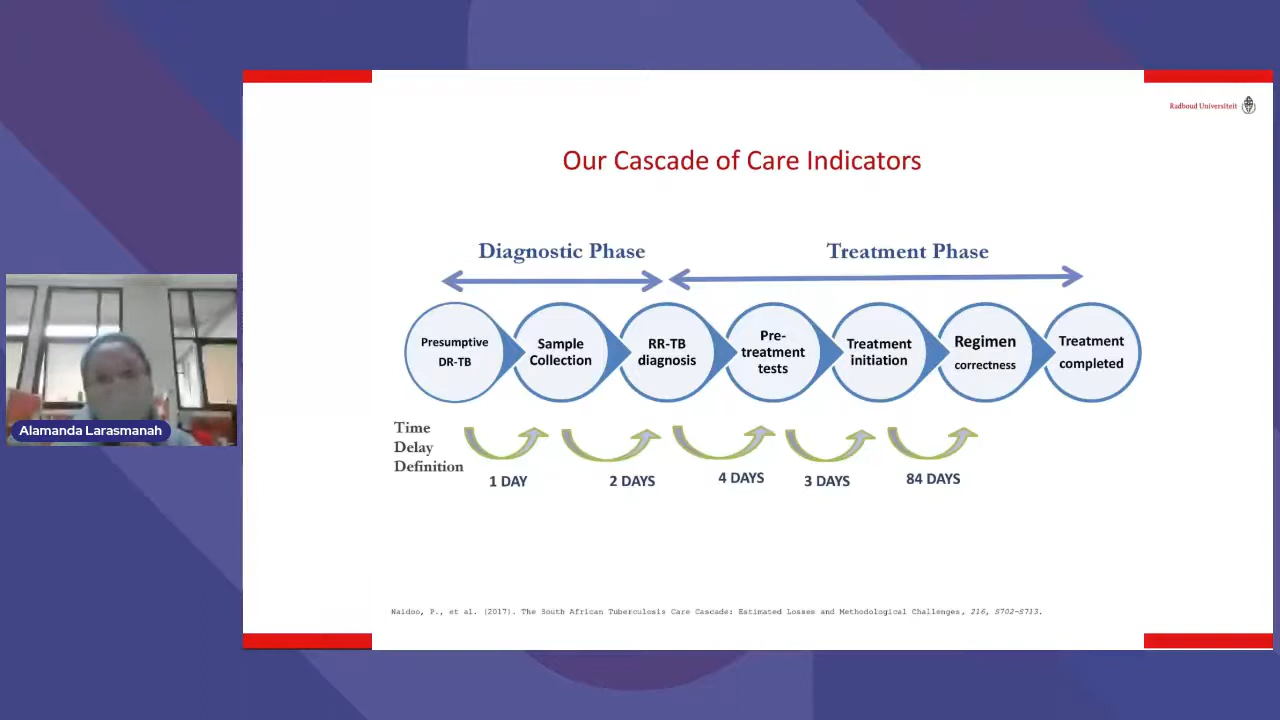 Radboud Universiteit
Our Cascade of Care Indicators
Diagnostic Phase
Treatment Phase
Presumptive
DR-TB
Sample
Collection
RR-TB
diagnosis
Pre-
treatment
tests
Treatment
initiation
Regimen
correctness
Treatment
completed
Time
Delay
Definition
1 DAY
2 DAYS
4 DAYS
3 DAYS
84 DAYS
Alamanda Larasmanah
Naidoo, P., et al. (2017). The South African Tuberculosis Care Cascade: Estimated Losses and Methodological Challenges, 216, S702-S713.